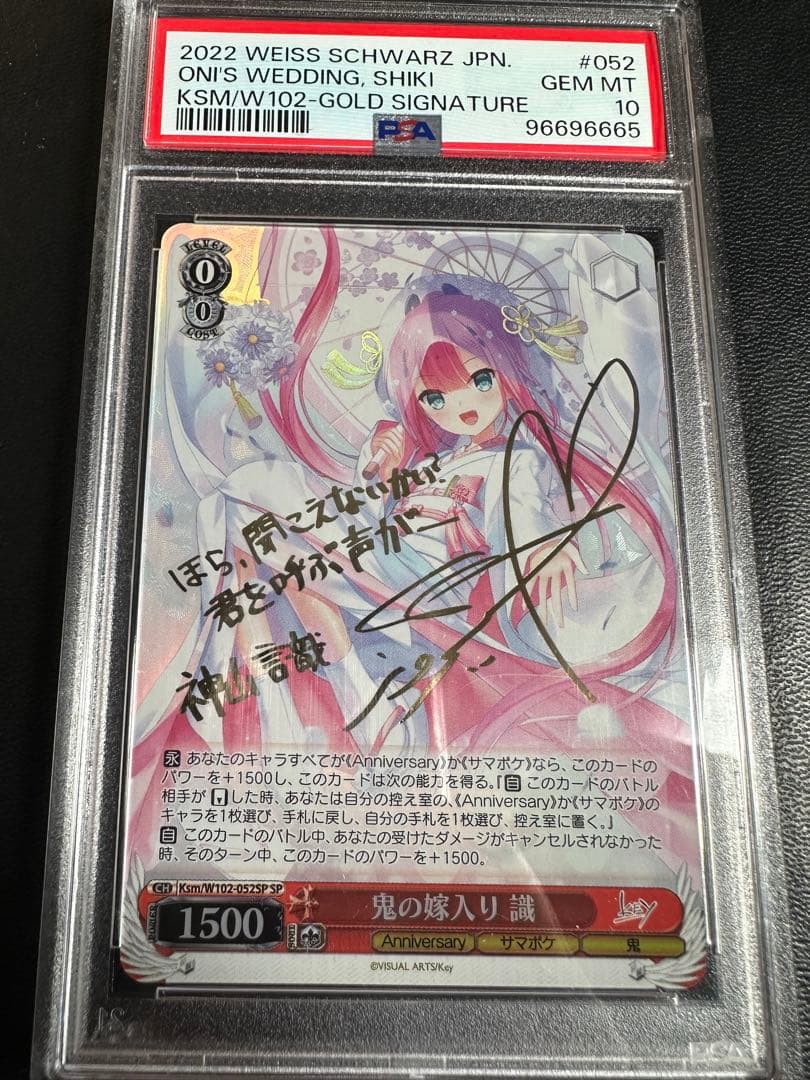 2022 WEISS SCHWARZ JPN. #052
ONI'S WEDDING, SHIKI GEM MT
KSM/W102-GOLD SIGNATURE 10
PSA 96696665
LEVEL
0
0
COST
ほら、聞こえないかい?
君を呼ぶ声がー
神山 識
永 あなたのキャラすべてが《Anniversary》か《サマポケ》なら、このカードの
パワーを+1500し、このカードは次の能力を得る。『自 このカードのバトル
相手が した時、あなたは自分の控え室の、《Anniversary》か《サマポケ》の
キャラを1枚選び、手札に戻し、自分の手札を1枚選び、控え室に置く。』
自 このカードのバトル中、あなたの受けたダメージがキャンセルされなかった
時、そのターン中、このカードのパワーを+1500。
CH Ksm/W102-052SP SP
POWER 1500 SOUL 鬼の嫁入り 識 Key
Anniversary サマポケ 鬼
©VISUAL ARTS/Key